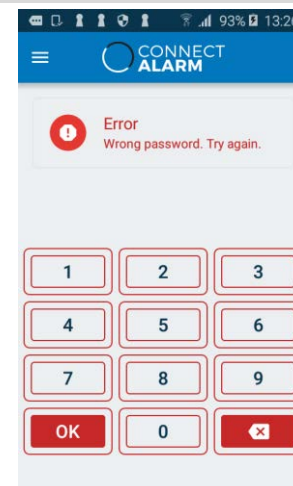 93% 13:26
CONNECT
ALARM
Error
Wrong password. Try again.
1 2 3
4 5 6
7 8 9
OK 0